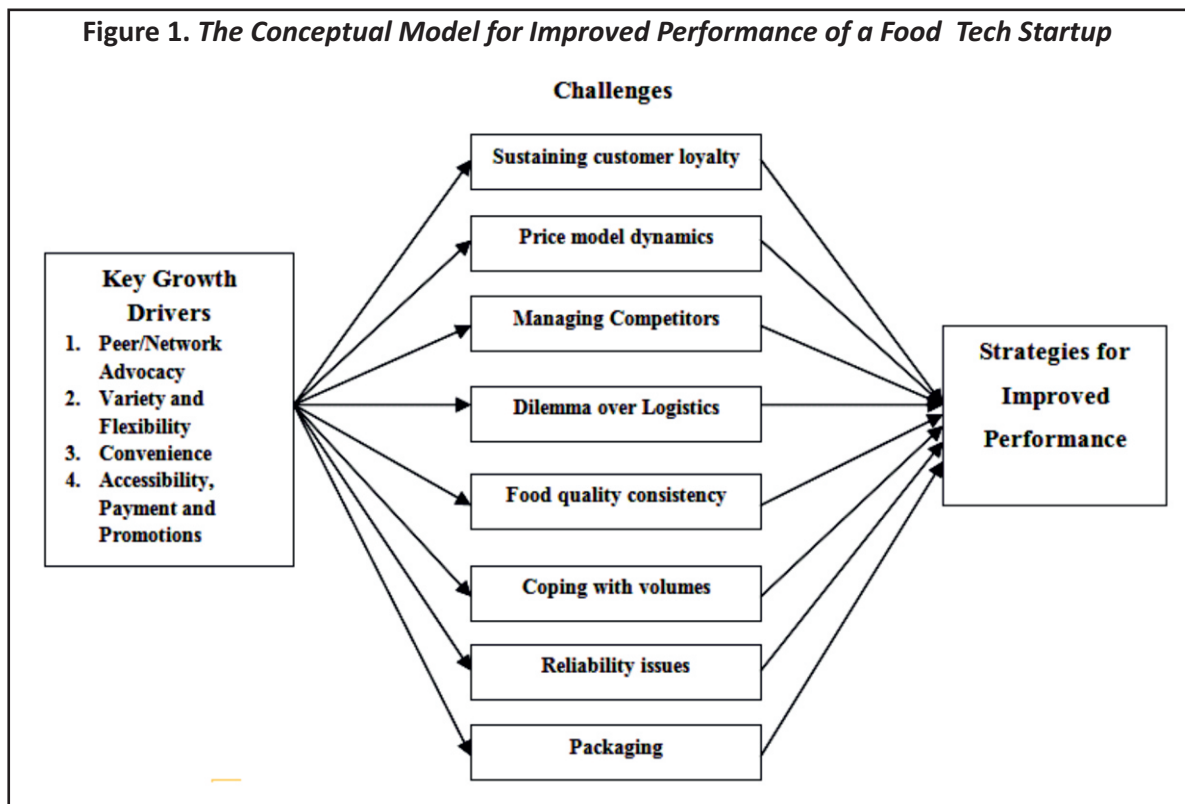 Figure 1. The Conceptual Model for Improved Performance of a Food Tech Startup
Challenges
Key Growth
Drivers
1. Peer/Network
Advocacy
2. Variety and
Flexibility
3. Convenience
4. Accessibility,
Payment and
Promotions
Sustaining customer loyalty
Price model dynamics
Managing Competitors
Dilemma over Logistics
Food quality consistency
Coping with volumes
Reliability issues
Packaging
Strategies for
Improved
Performance